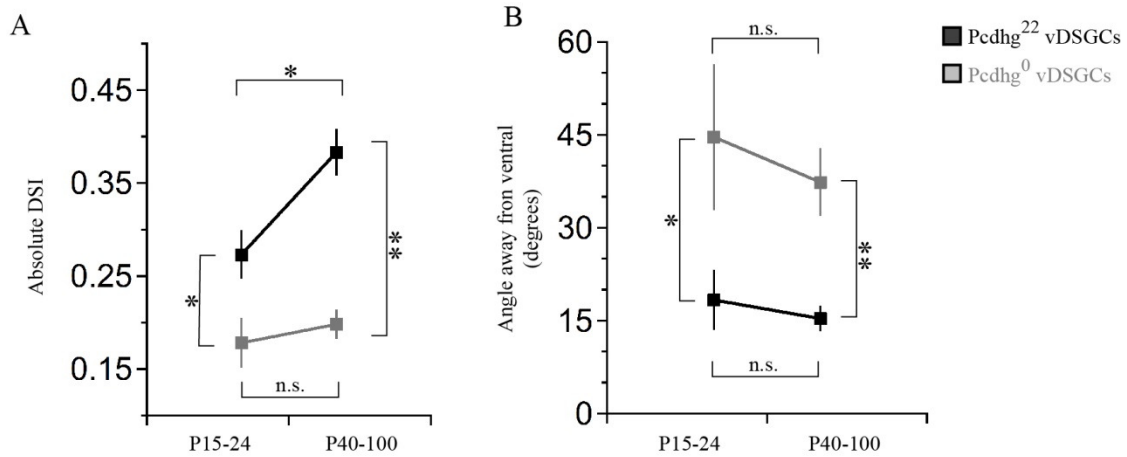 A
Absolute DSI
0.45
0.35
0.25
0.15
*
*
**
n.s.
P15-24
P40-100
B
Angle away fron ventral
(degrees)
60
45
30
15
0
n.s.
*
**
n.s.
P15-24
P40-100
Pcdhg²² vDSGCs
Pcdhg⁰ vDSGCs